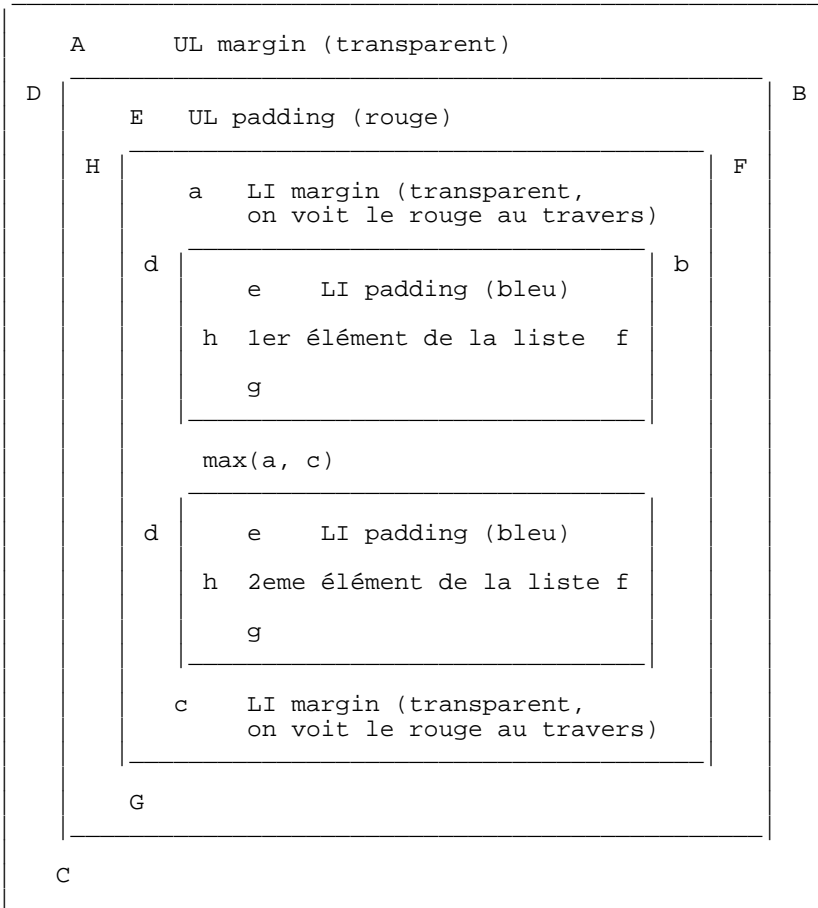 A UL margin (transparent)
D B
E UL padding (rouge)
H F
a LI margin (transparent,
on voit le rouge au travers)
d b
e LI padding (bleu)
h 1er élément de la liste f
g
max(a, c)
d e LI padding (bleu)
h 2eme élément de la liste f
g
c LI margin (transparent,
on voit le rouge au travers)
G
C